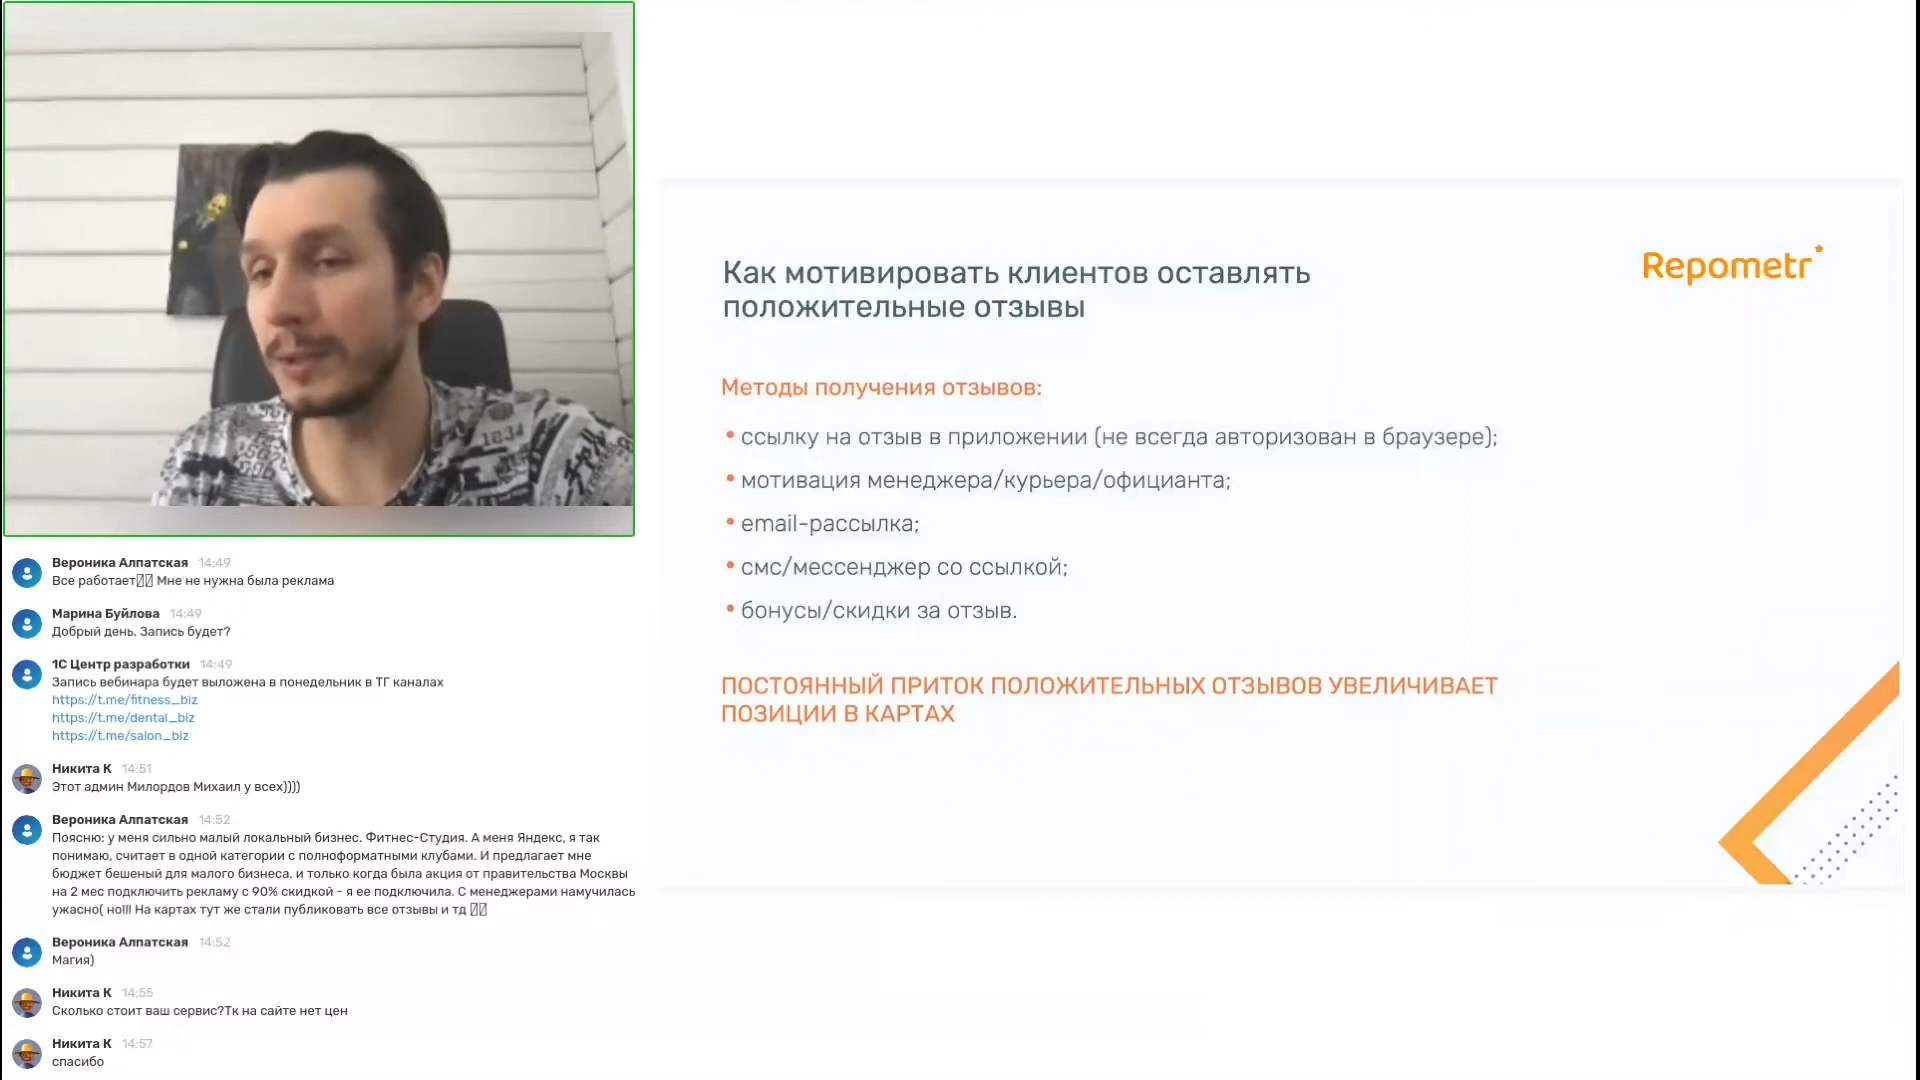 1834
Вероника Алпатская 14:49
Все работает Мне не нужна была реклама
Марина Буйлова 14:49
Добрый день. Запись будет?
1С Центр разработки 14:49
Запись вебинара будет выложена в понедельник в ТГ каналах
https://t.me/fitness_biz
https://t.me/dental_biz
https://t.me/salon_biz
Никита К 14:51
Этот админ Милордов Михаил у всех))))
Вероника Алпатская 14:52
Поясню: у меня сильно малый локальный бизнес. Фитнес-Студия. А меня Яндекс, я так
понимаю, считает в одной категории с полноформатными клубами. И предлагает мне
бюджет бешеный для малого бизнеса. и только когда была акция от правительства Москвы
на 2 мес подключить рекламу с 90% скидкой - я ее подключила. С менеджерами намучилась
ужасно( но!!! На картах тут же стали публиковать все отзывы и тд
Вероника Алпатская 14:52
Магия)
Никита К 14:55
Сколько стоит ваш сервис?Тк на сайте нет цен
Никита К 14:57
спасибо
Как мотивировать клиентов оставлять
положительные отзывы
Repometr
Методы получения отзывов:
• ссылку на отзыв в приложении (не всегда авторизован в браузере);
• мотивация менеджера/курьера/официанта;
• email-рассылка;
• смс/мессенджер со ссылкой;
• бонусы/скидки за отзыв.
ПОСТОЯННЫЙ ПРИТОК ПОЛОЖИТЕЛЬНЫХ ОТЗЫВОВ УВЕЛИЧИВАЕТ
ПОЗИЦИИ В КАРТАХ